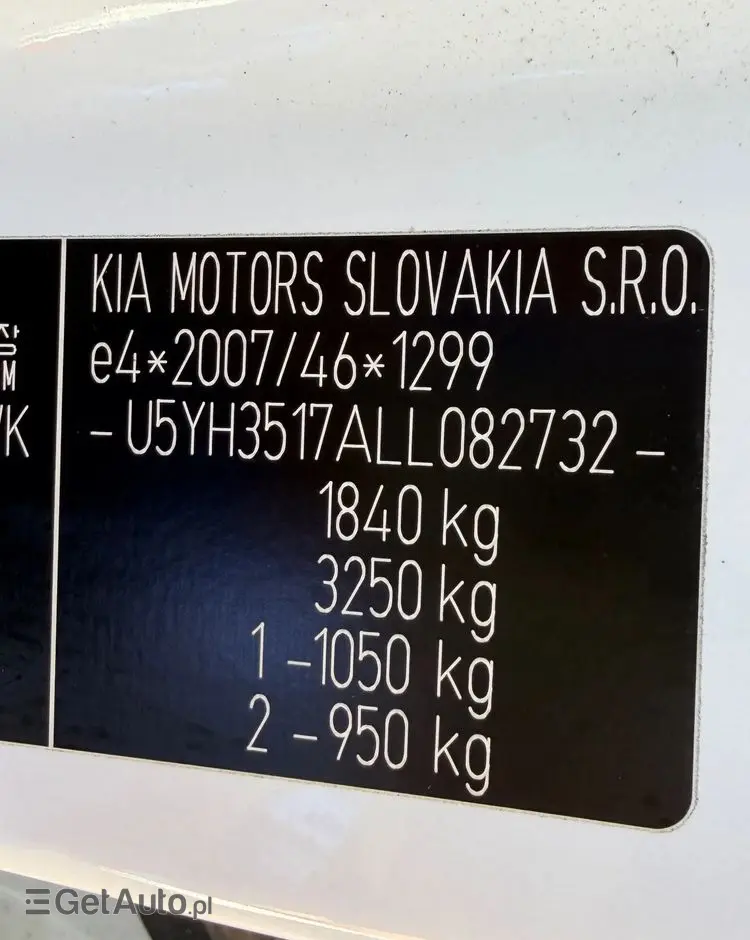 KIA MOTORS SLOVAKIA S.R.O.
e4*2007/46*1299
-U5YH3517ALL082732-
1840 kg
3250 kg
1 -1050 kg
2 -950 kg
장
M
K
GetAuto.pl